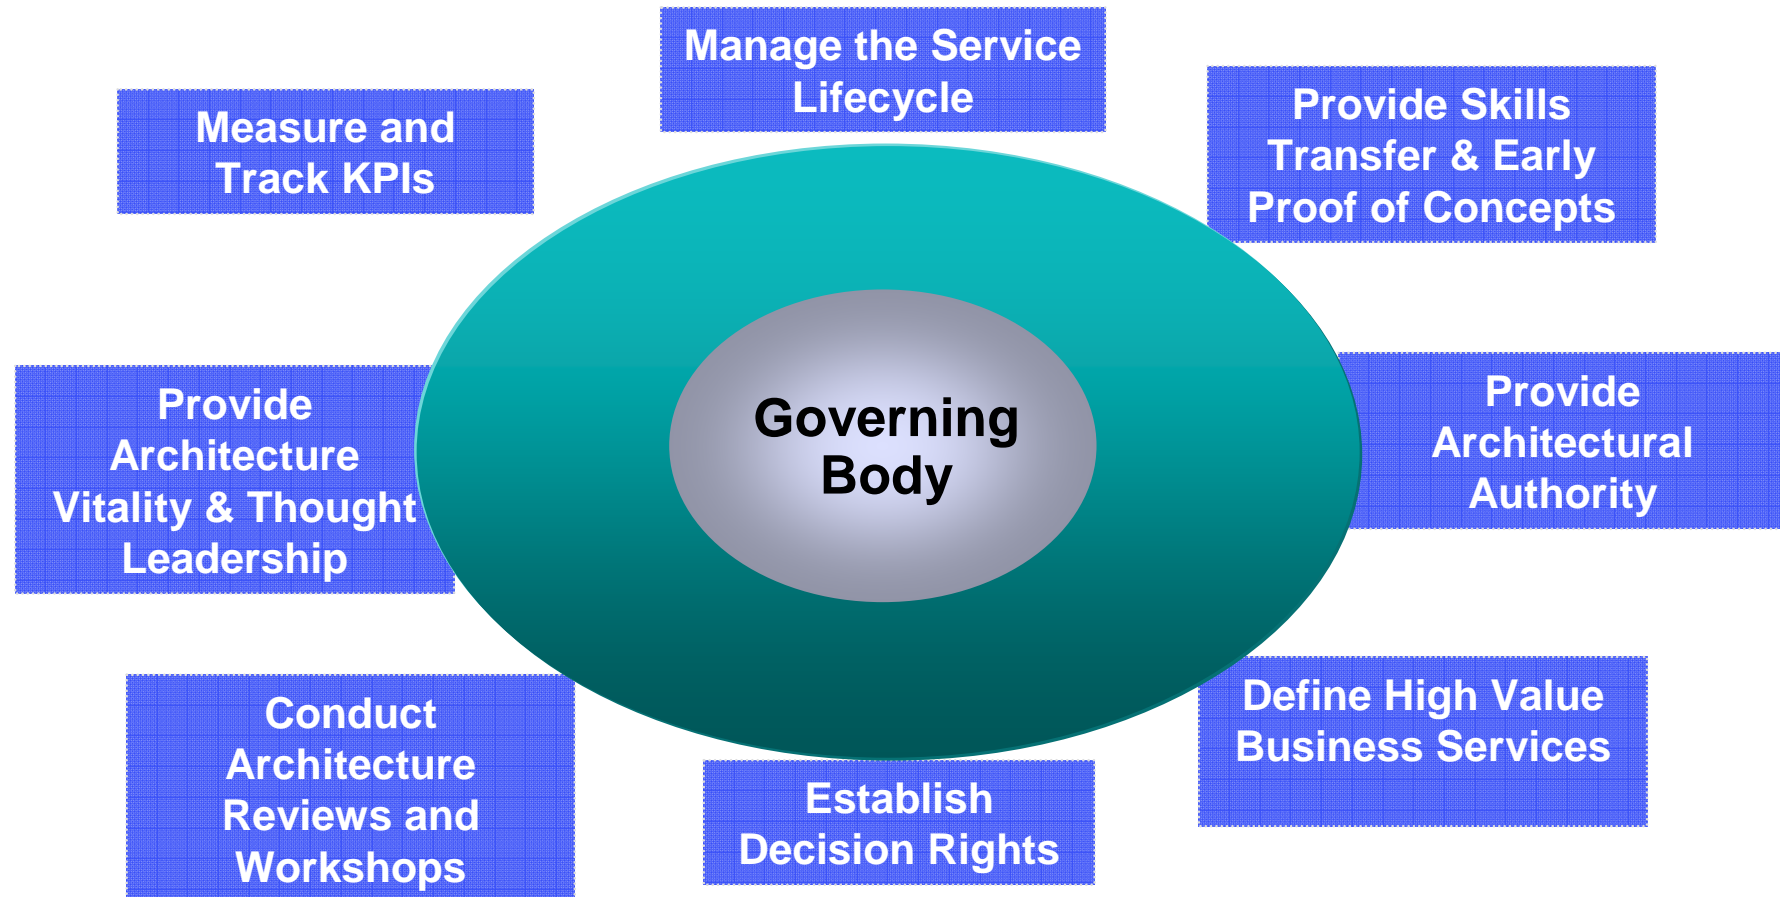 Manage the Service
Lifecycle
Measure and
Track KPIs
Provide Skills
Transfer & Early
Proof of Concepts
Provide
Architecture
Vitality & Thought
Leadership
Governing
Body
Provide
Architectural
Authority
Conduct
Architecture
Reviews and
Workshops
Establish
Decision Rights
Define High Value
Business Services